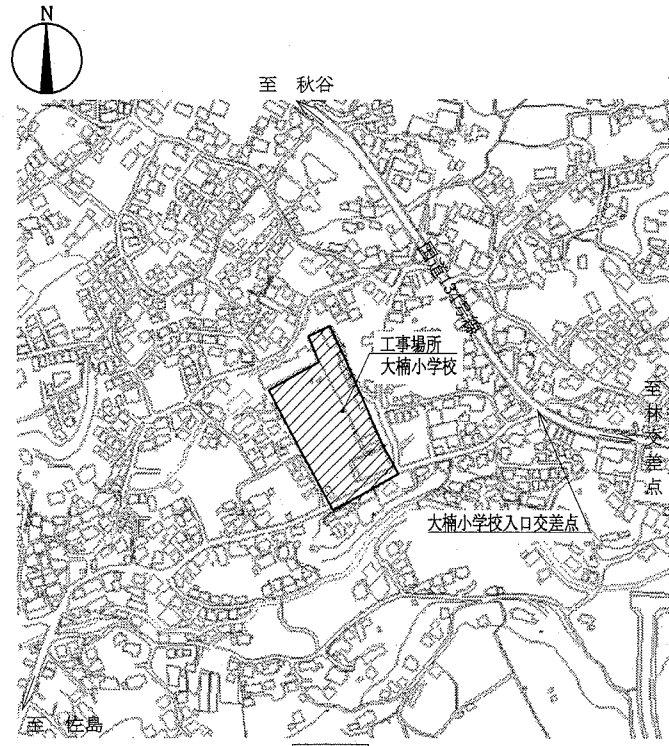 N
至 秋谷
国道134号線
工事場所
大楠小学校
至林交差点
大楠小学校入口交差点
至 佐島